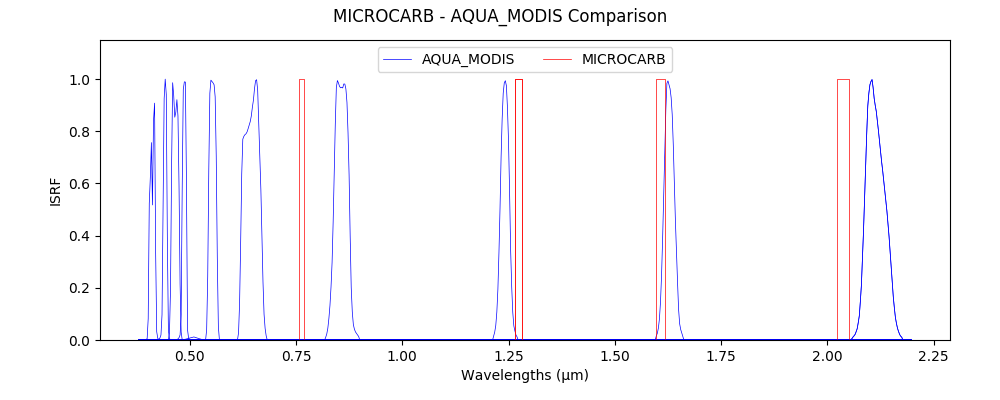 MICROCARB - AQUA_MODIS Comparison
AQUA_MODIS
MICROCARB
1.0
0.8
0.6
0.4
0.2
0.0
ISRF
0.50
0.75
1.00
1.25
1.50
1.75
2.00
2.25
Wavelengths (μm)